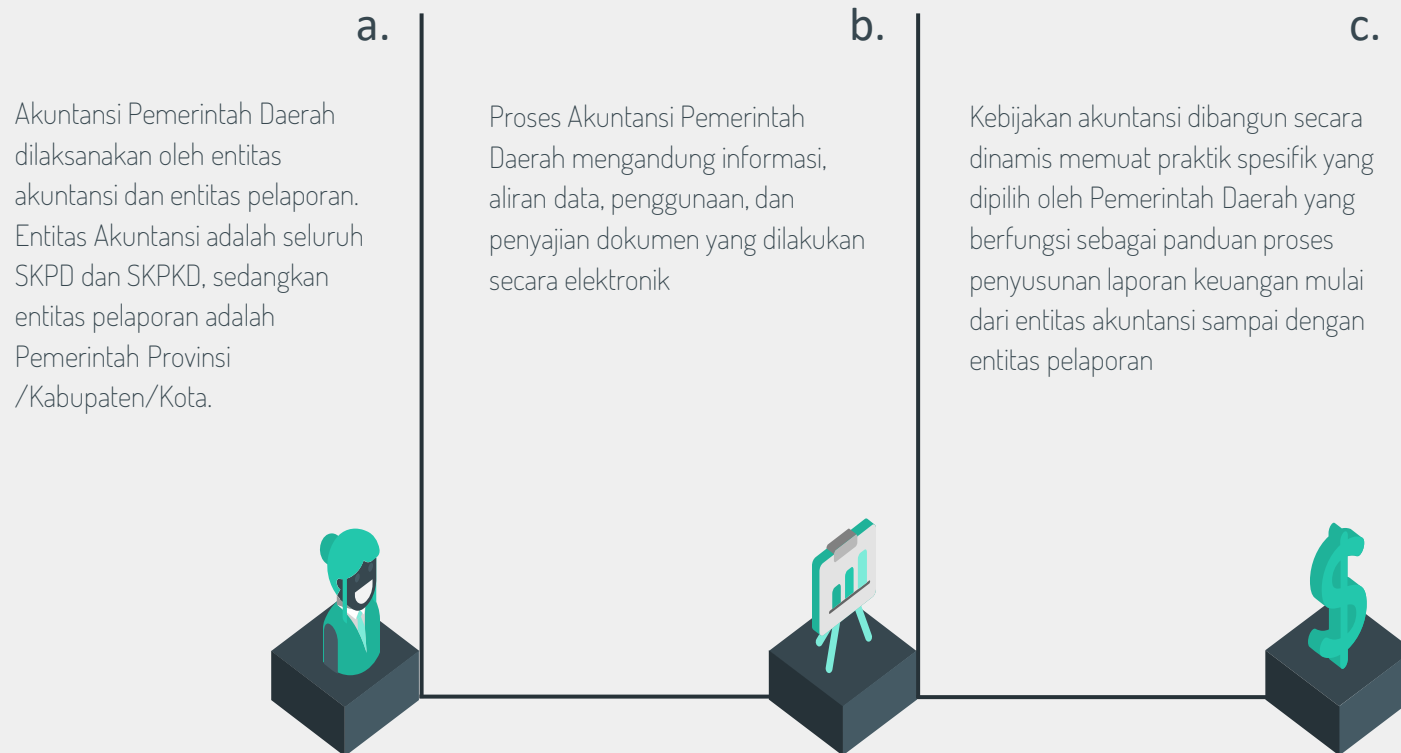 a.
Akuntansi Pemerintah Daerah
dilaksanakan oleh entitas
akuntansi dan entitas pelaporan.
Entitas Akuntansi adalah seluruh
SKPD dan SKPKD, sedangkan
entitas pelaporan adalah
Pemerintah Provinsi
/Kabupaten/Kota.
b.
Proses Akuntansi Pemerintah
Daerah mengandung informasi,
aliran data, penggunaan, dan
penyajian dokumen yang dilakukan
secara elektronik
c.
Kebijakan akuntansi dibangun secara
dinamis memuat praktik spesifik yang
dipilih oleh Pemerintah Daerah yang
berfungsi sebagai panduan proses
penyusunan laporan keuangan mulai
dari entitas akuntansi sampai dengan
entitas pelaporan